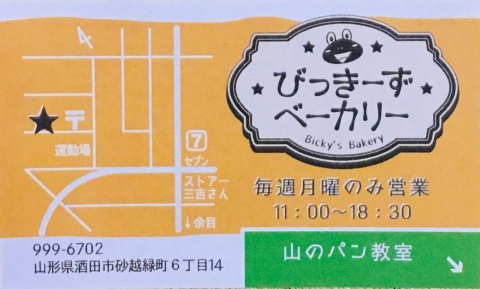 びっきーず
ベーカリー
Bicky's Bakery
毎週月曜のみ営業
11:00～18:30
山のパン教室
4
〒
運動場
7
セブン
ストアー
三吉さん
↓余目
999-6702
山形県酒田市砂越緑町6丁目14